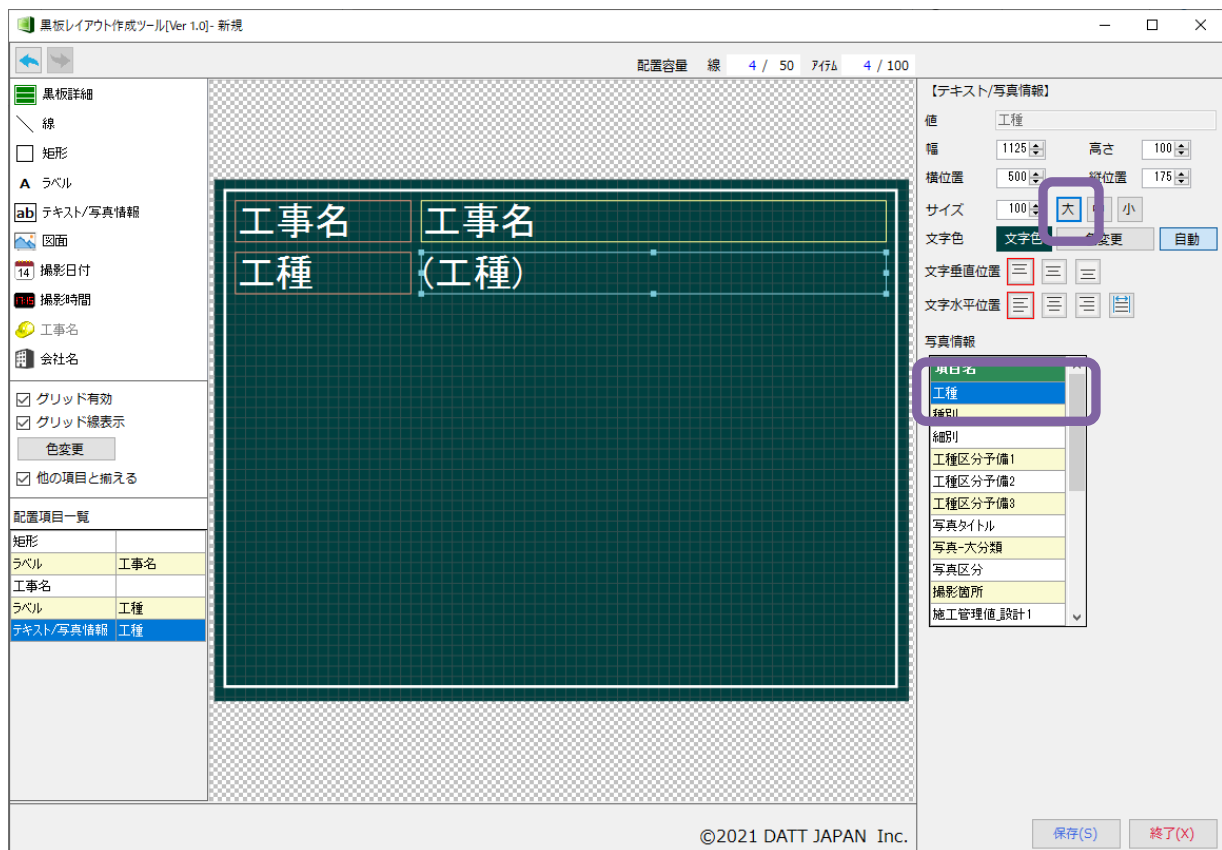 黒板レイアウト作成ツール[Ver 1.0]- 新規
配置容量 線 4 / 50 ｱｲﾃﾑ 4 / 100
黒板詳細
線
矩形
A ラベル
ab テキスト/写真情報
図面
14 撮影日付
撮影時間
工事名
会社名
グリッド有効
グリッド線表示
色変更
他の項目と揃える
配置項目一覧
矩形
ラベル 工事名
工事名
ラベル 工種
テキスト/写真情報 工種
工事名 工事名
工種 (工種)
【テキスト/写真情報】
値 工種
幅 1125 高さ 100
横位置 500 縦位置 175
サイズ 100 大 中 小
文字色 文字色 色変更 自動
文字垂直位置
文字水平位置
写真情報
項目名
工種
種別
細別
工種区分予備1
工種区分予備2
工種区分予備3
写真タイトル
写真-大分類
写真区分
撮影箇所
施工管理値_設計1
©2021 DATT JAPAN Inc.
保存(S) 終了(X)